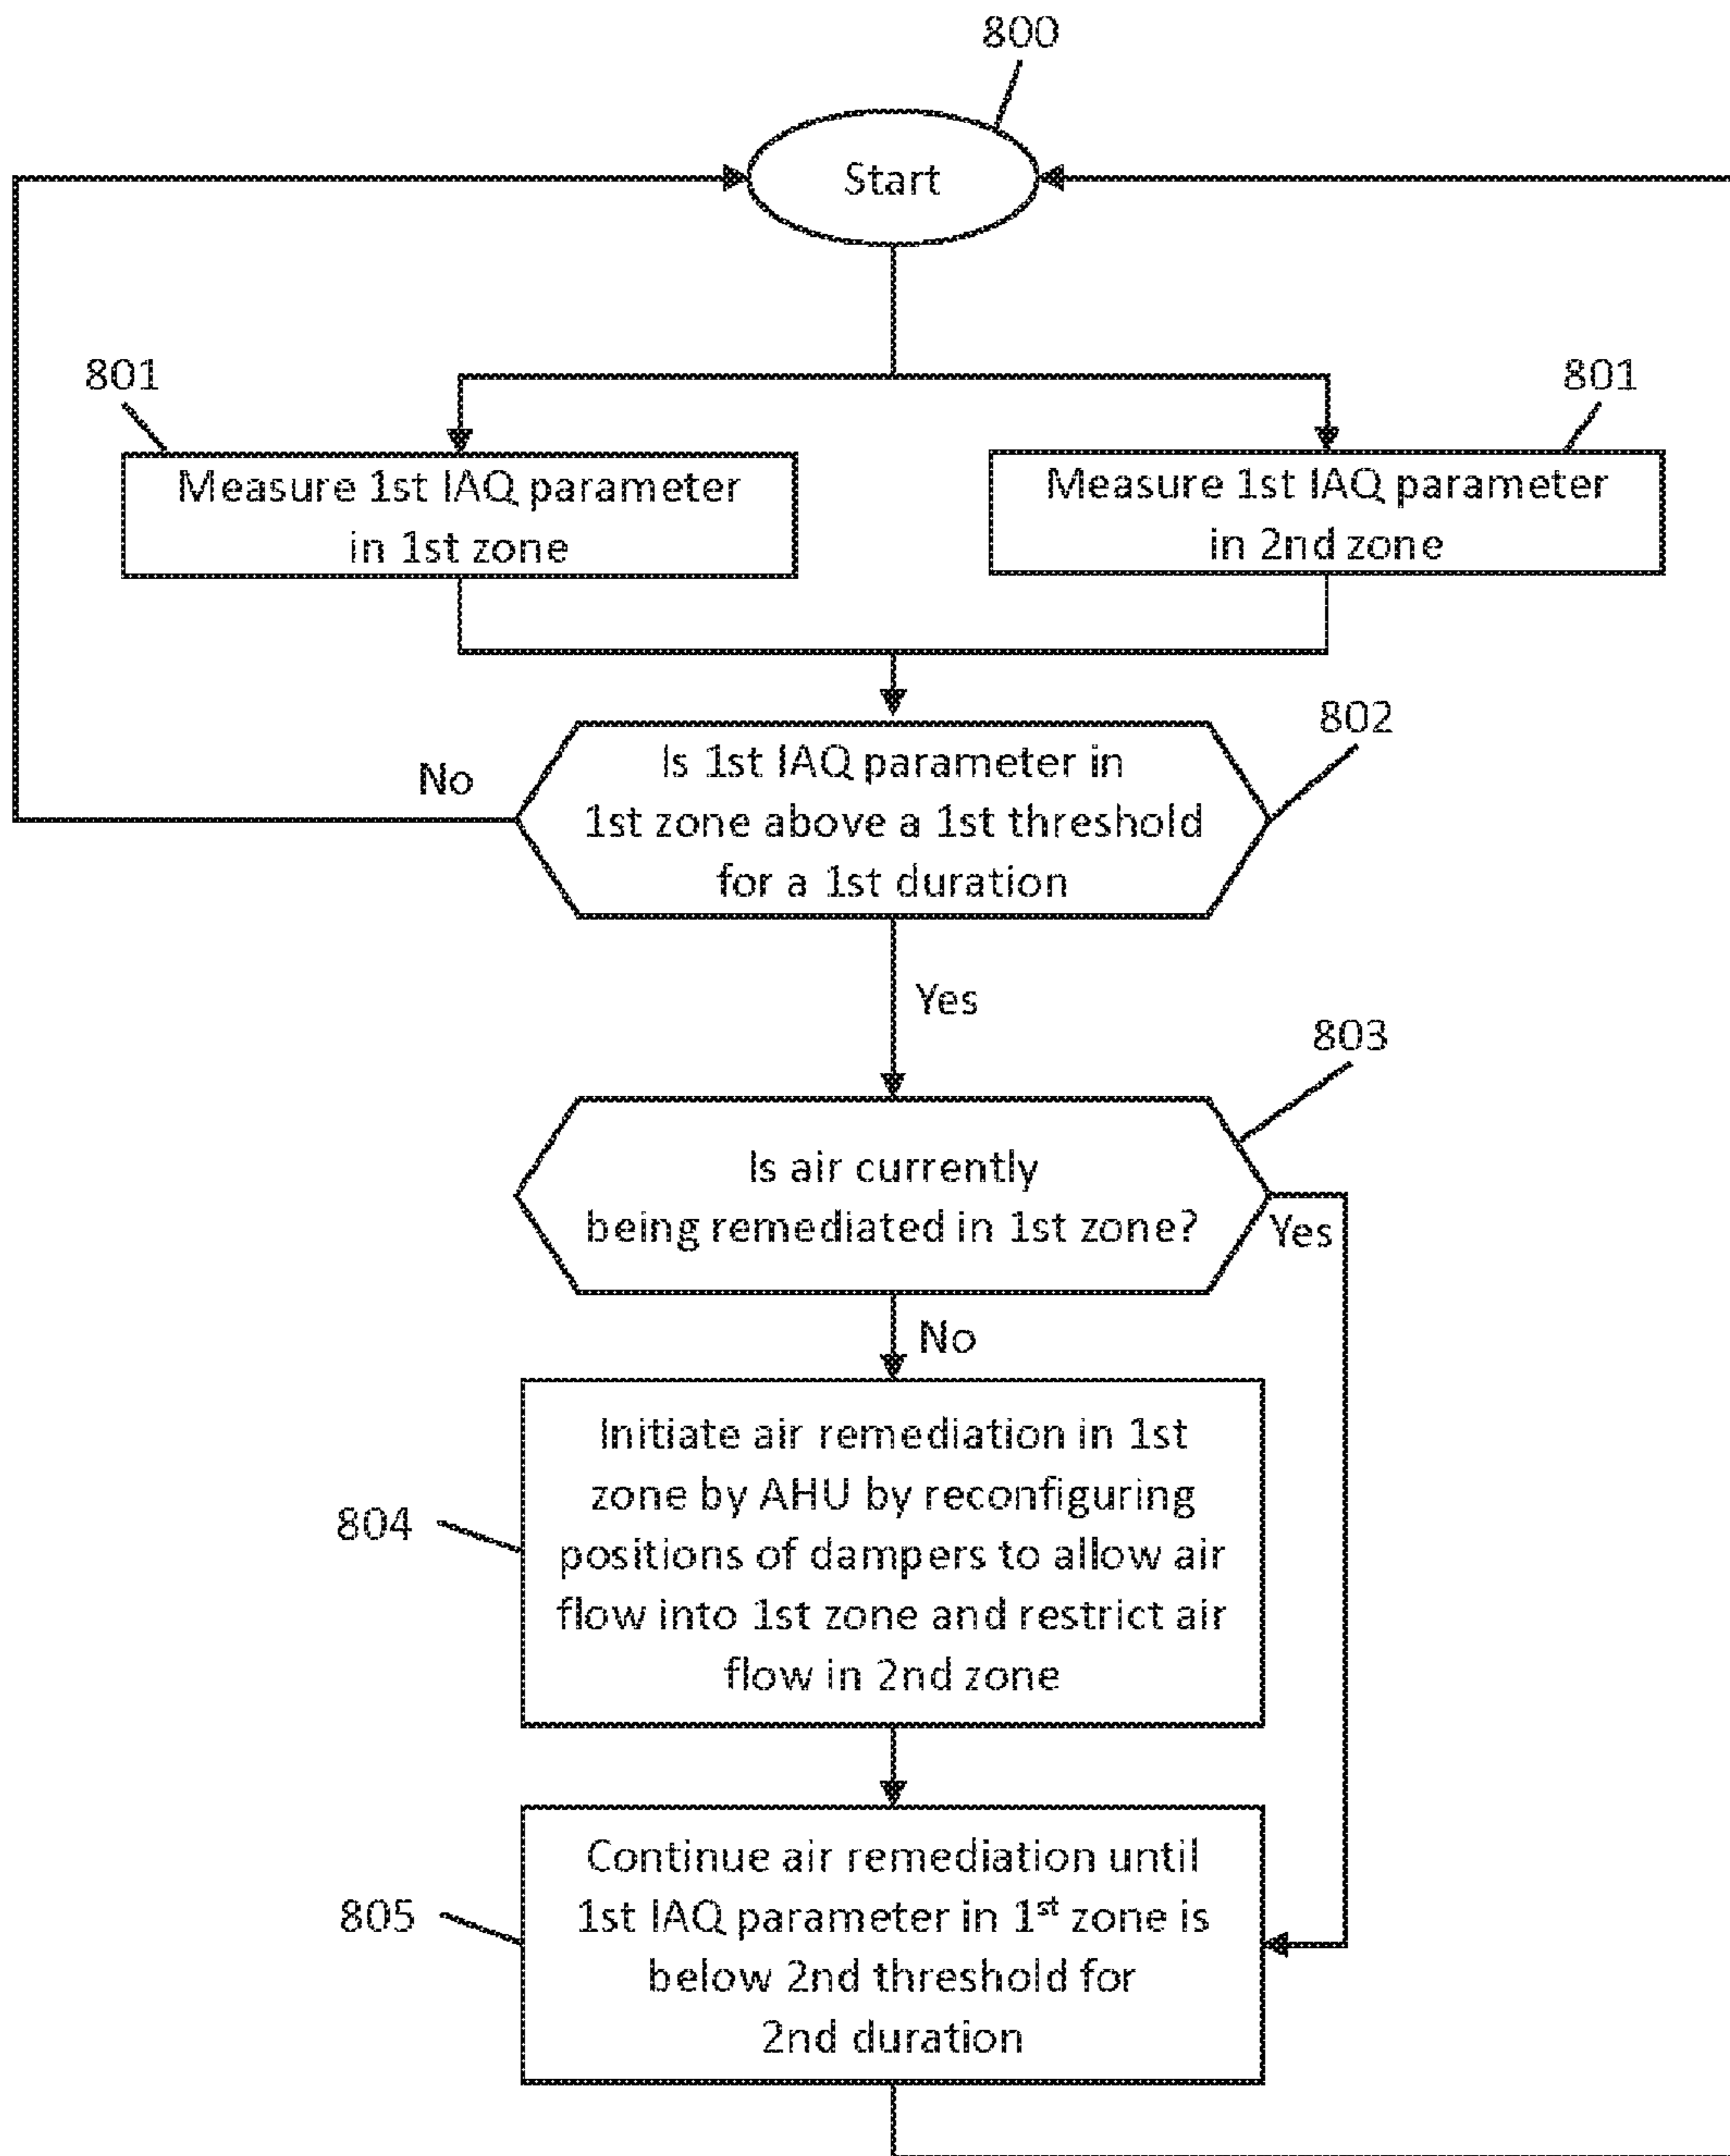 800
Start
801
801
Measure 1st IAQ parameter
in 1st zone
Measure 1st IAQ parameter
in 2nd zone
802
No
Is 1st IAQ parameter in
1st zone above a 1st threshold
for a 1st duration
Yes
803
Is air currently
being remediated in 1st zone?
Yes
No
804
Initiate air remediation in 1st
zone by AHU by reconfiguring
positions of dampers to allow air
flow into 1st zone and restrict air
flow in 2nd zone
805
Continue air remediation until
1st IAQ parameter in 1st zone is
below 2nd threshold for
2nd duration